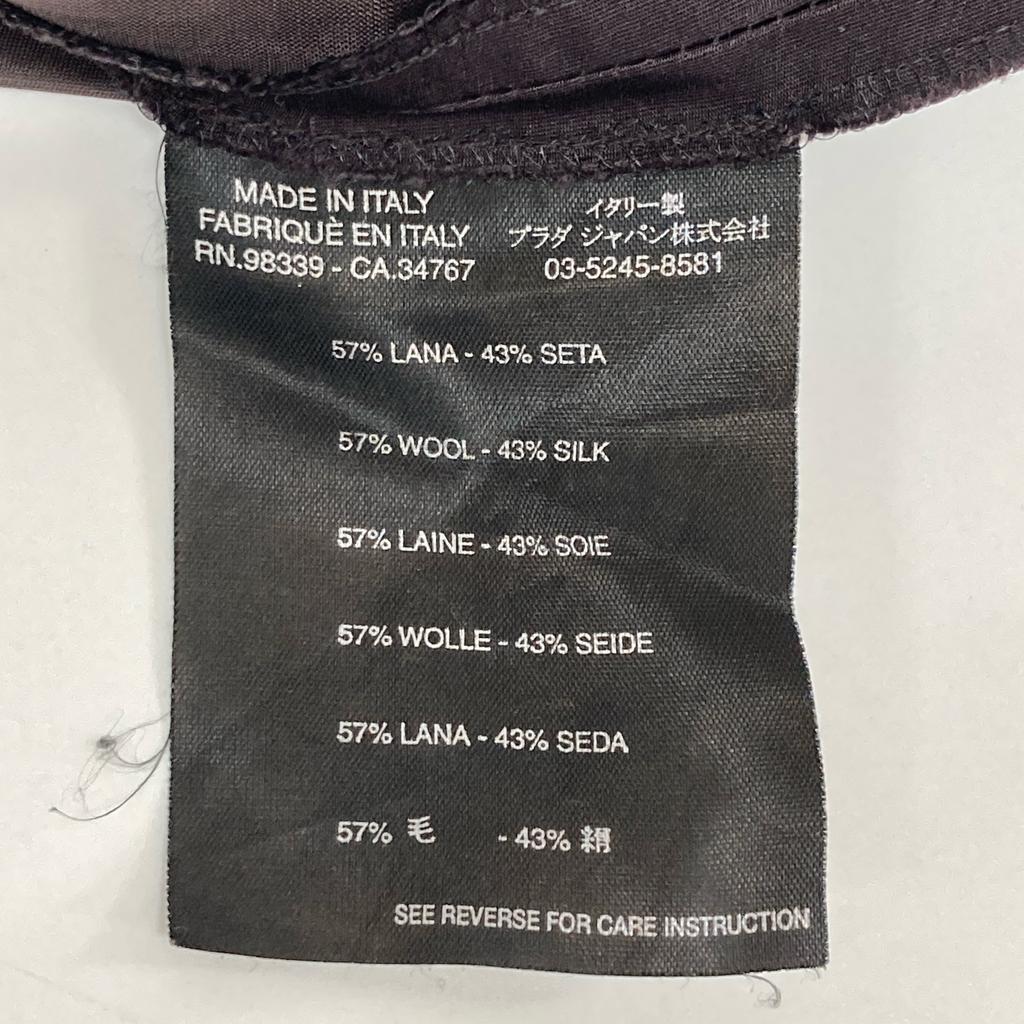 MADE IN ITALY
FABRIQUÈ EN ITALY
RN.98339 - CA.34767
イタリー製
プラダ ジャパン株式会社
03-5245-8581
57% LANA - 43% SETA
57% WOOL - 43% SILK
57% LAINE - 43% SOIE
57% WOLLE - 43% SEIDE
57% LANA - 43% SEDA
57% 毛 - 43% 絹
SEE REVERSE FOR CARE INSTRUCTION